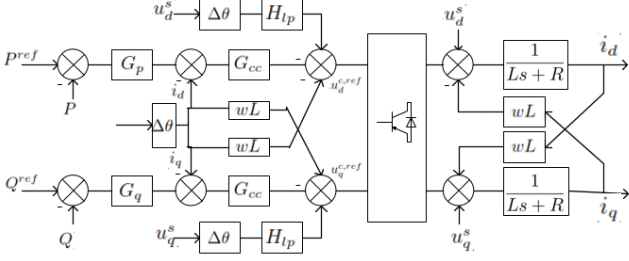 u_d^s Δθ H_lp u_d^s
P^ref G_p G_cc 1/(Ls + R) i_d
- - - - u_d^c,ref -
P i_d wL wL
Δθ
i_q wL u_q^c,ref wL
Q^ref G_q G_cc 1/(Ls + R) i_q
- - - -
Q u_q^s Δθ H_lp u_q^s